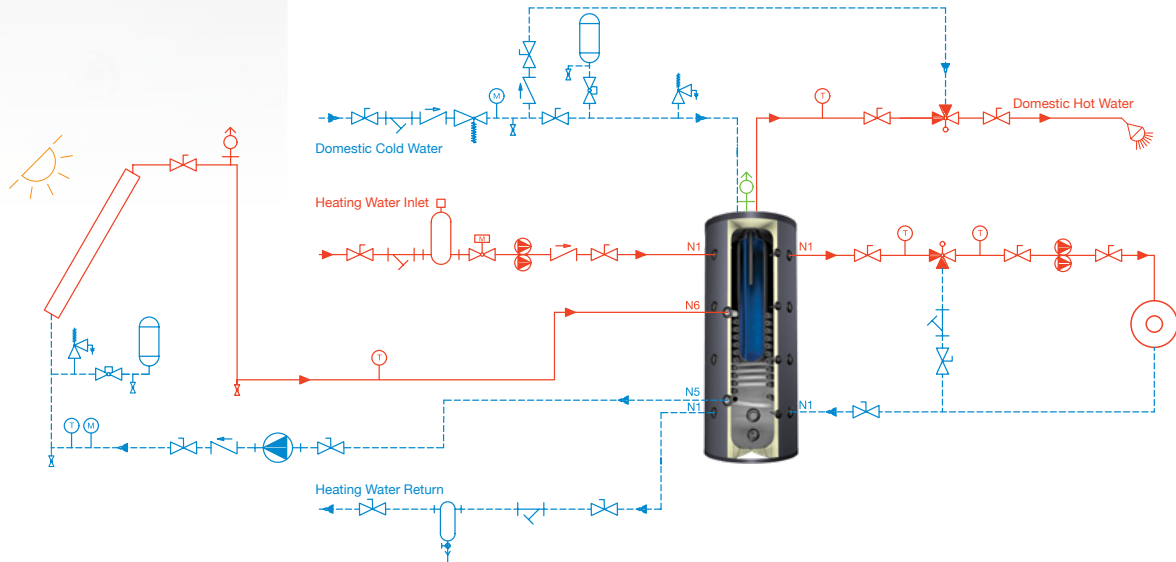 M
T
Domestic Hot Water
Domestic Cold Water
Heating Water Inlet
M
N1
N1
T
T
N6
T
N5
N1
N1
T
M
Heating Water Return